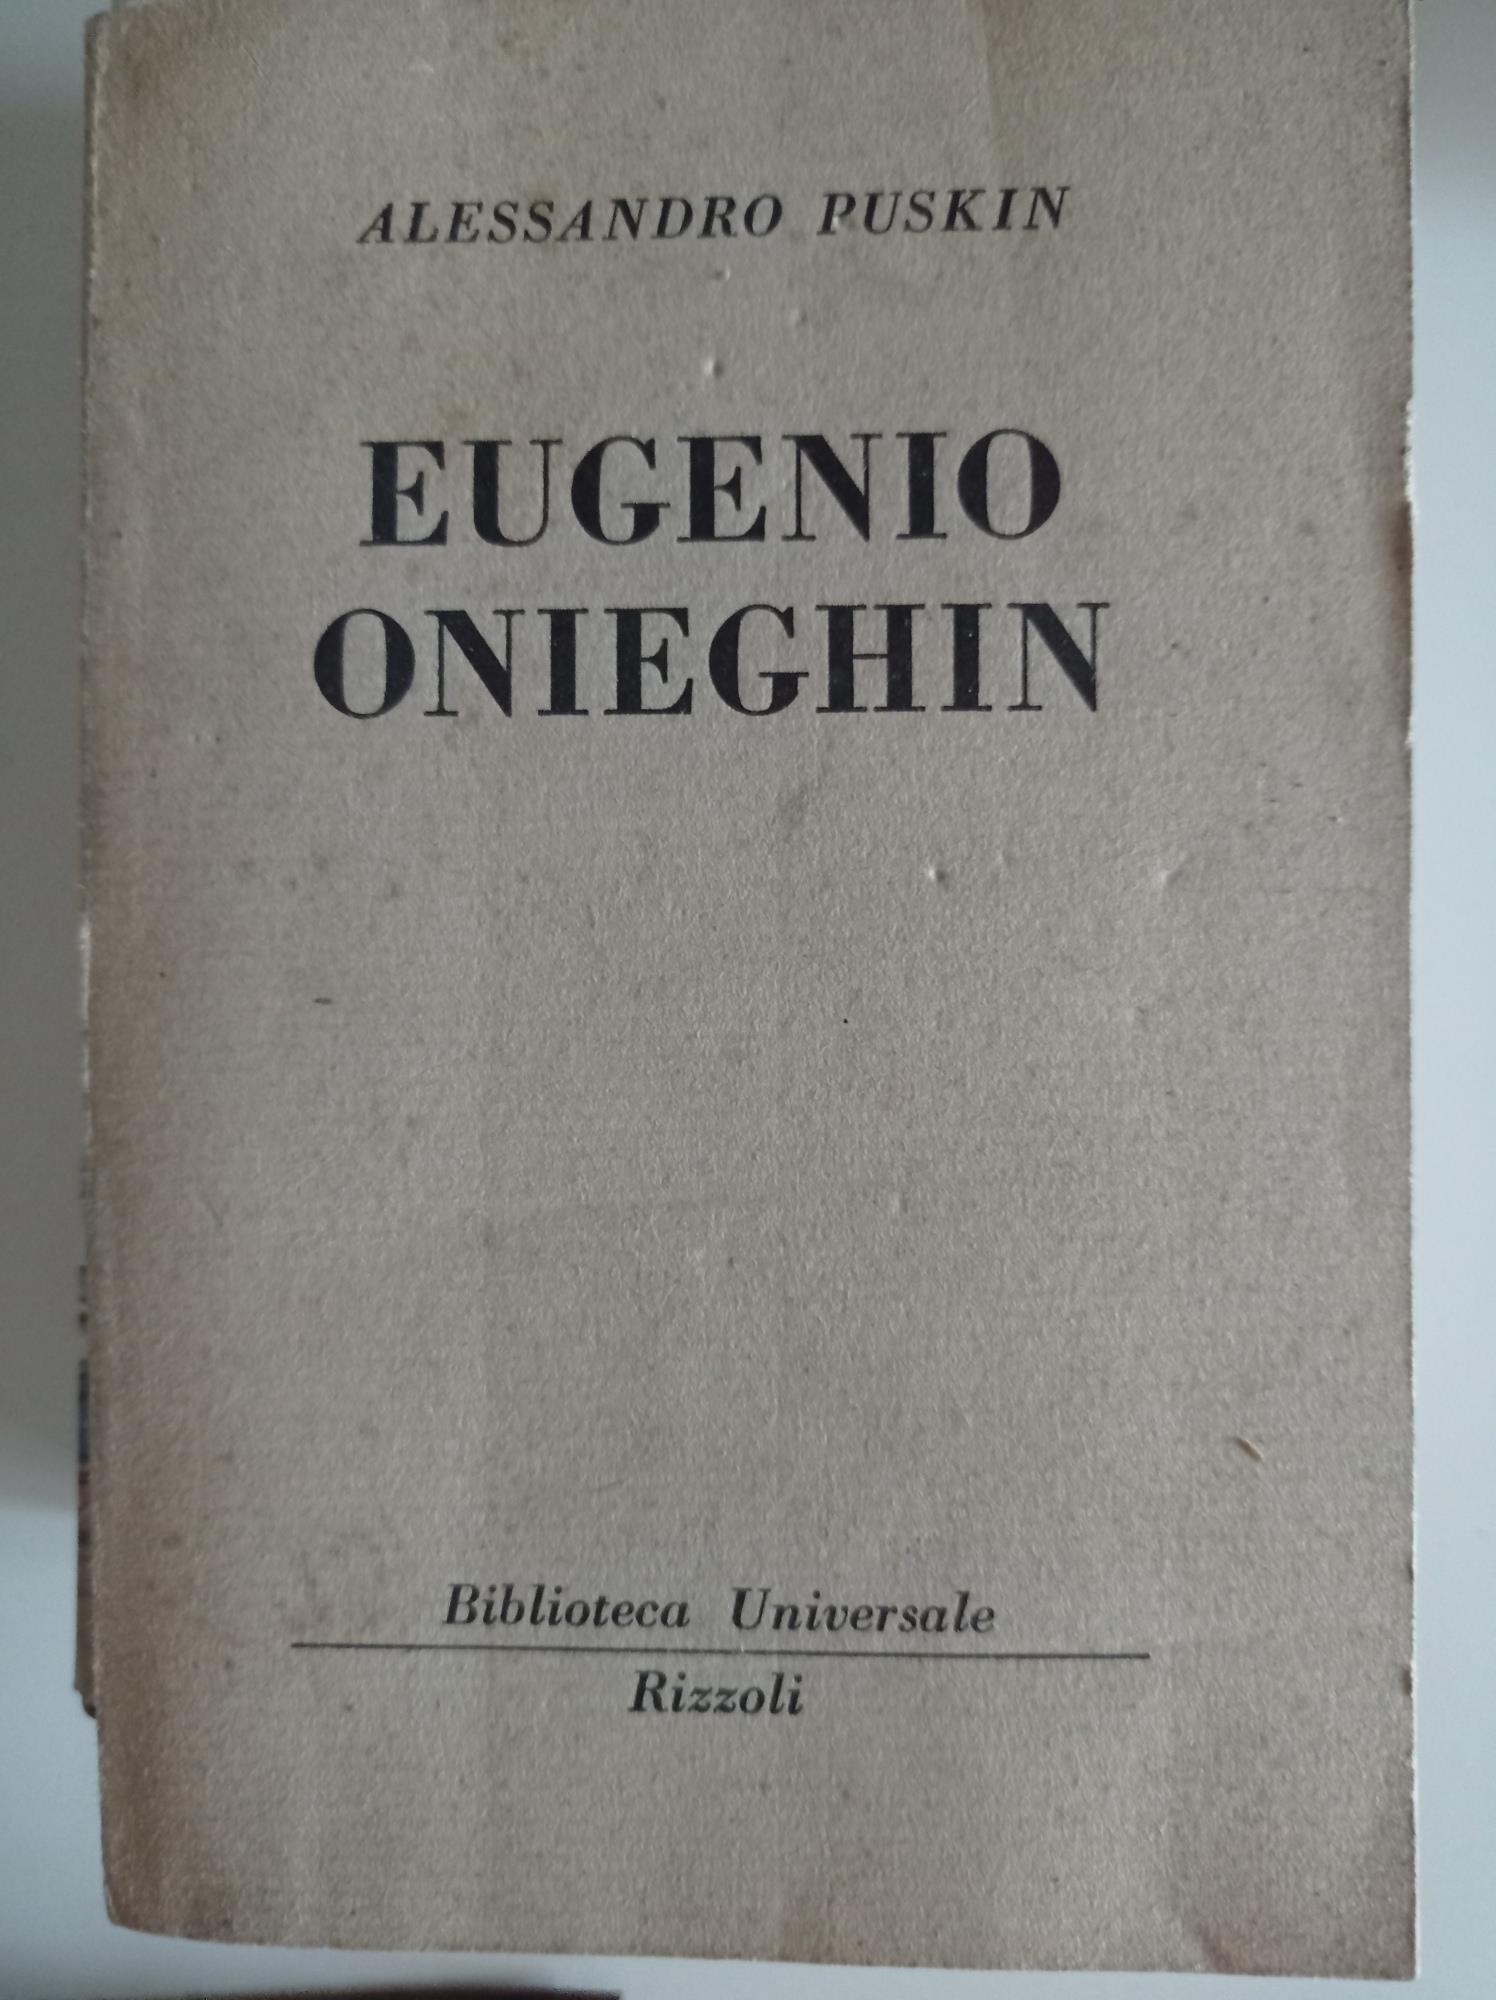 ALESSANDRO PUSKIN
EUGENIO
ONIEGHIN
Biblioteca Universale
Rizzoli